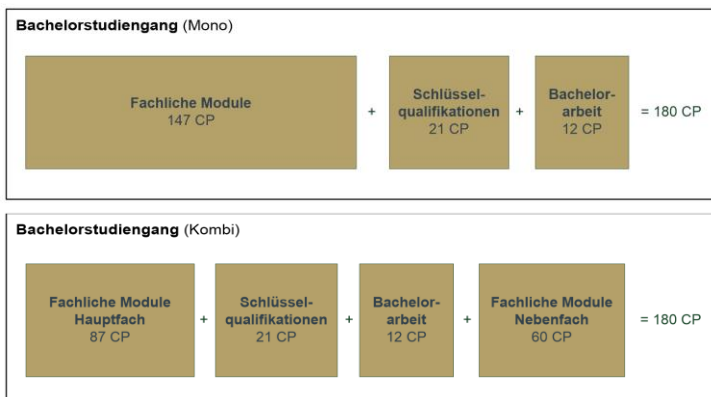 Bachelorstudiengang (Mono)
Fachliche Module
147 CP
+
Schlüssel-
qualifikationen
21 CP
+
Bachelor-
arbeit
12 CP
= 180 CP
Bachelorstudiengang (Kombi)
Fachliche Module
Hauptfach
87 CP
+
Schlüssel-
qualifikationen
21 CP
+
Bachelor-
arbeit
12 CP
+
Fachliche Module
Nebenfach
60 CP
= 180 CP